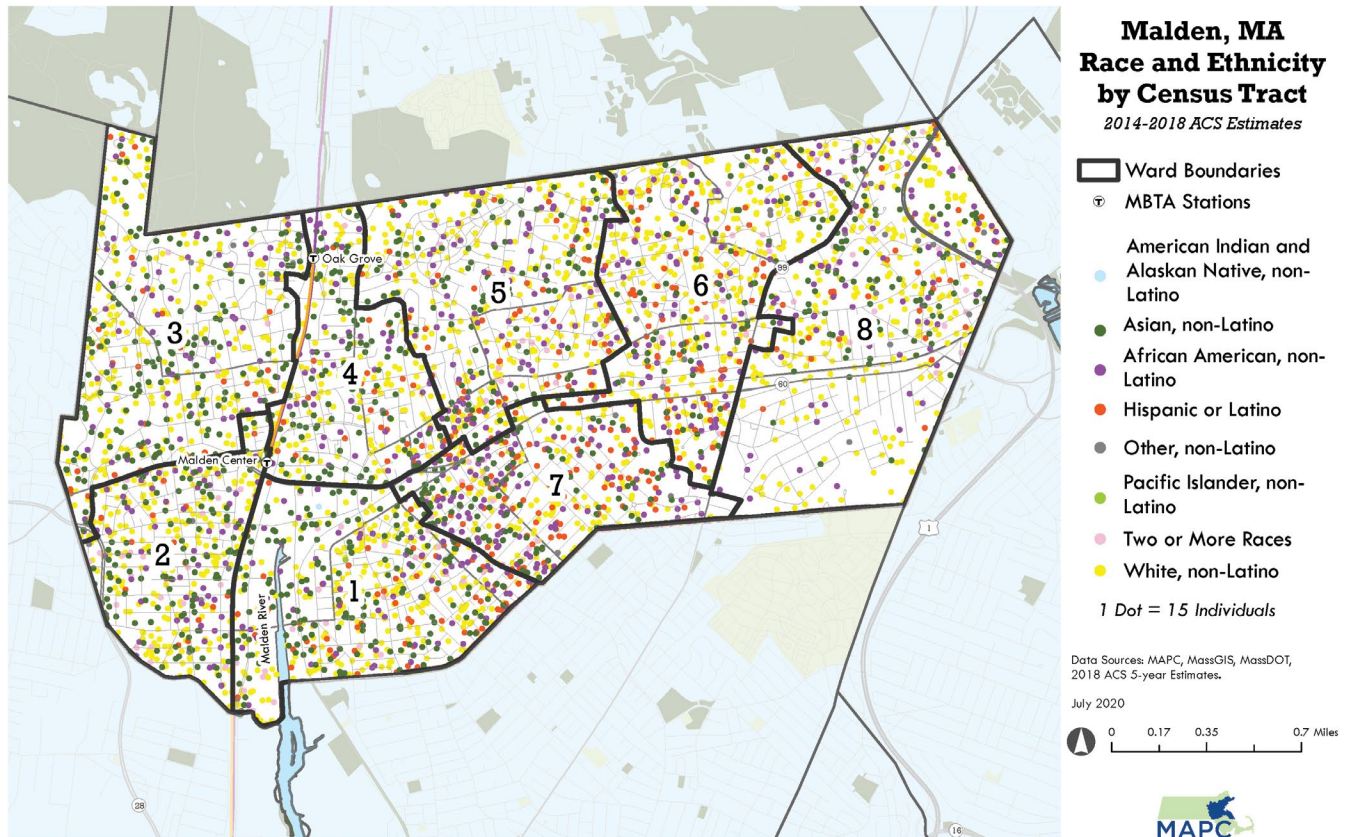 Malden, MA
Race and Ethnicity
by Census Tract
2014-2018 ACS Estimates
Ward Boundaries
MBTA Stations
American Indian and
Alaskan Native, non-
Latino
Asian, non-Latino
African American, non-
Latino
Hispanic or Latino
Other, non-Latino
Pacific Islander, non-
Latino
Two or More Races
White, non-Latino
1 Dot = 15 Individuals
Data Sources: MAPC, MassGIS, MassDOT,
2018 ACS 5-year Estimates.
July 2020
0 0.17 0.35 0.7 Miles
MAPC
T Oak Grove
99
5
6
3
8
4
60
Malden Center T
7
1
2
1
Malden River
28
16